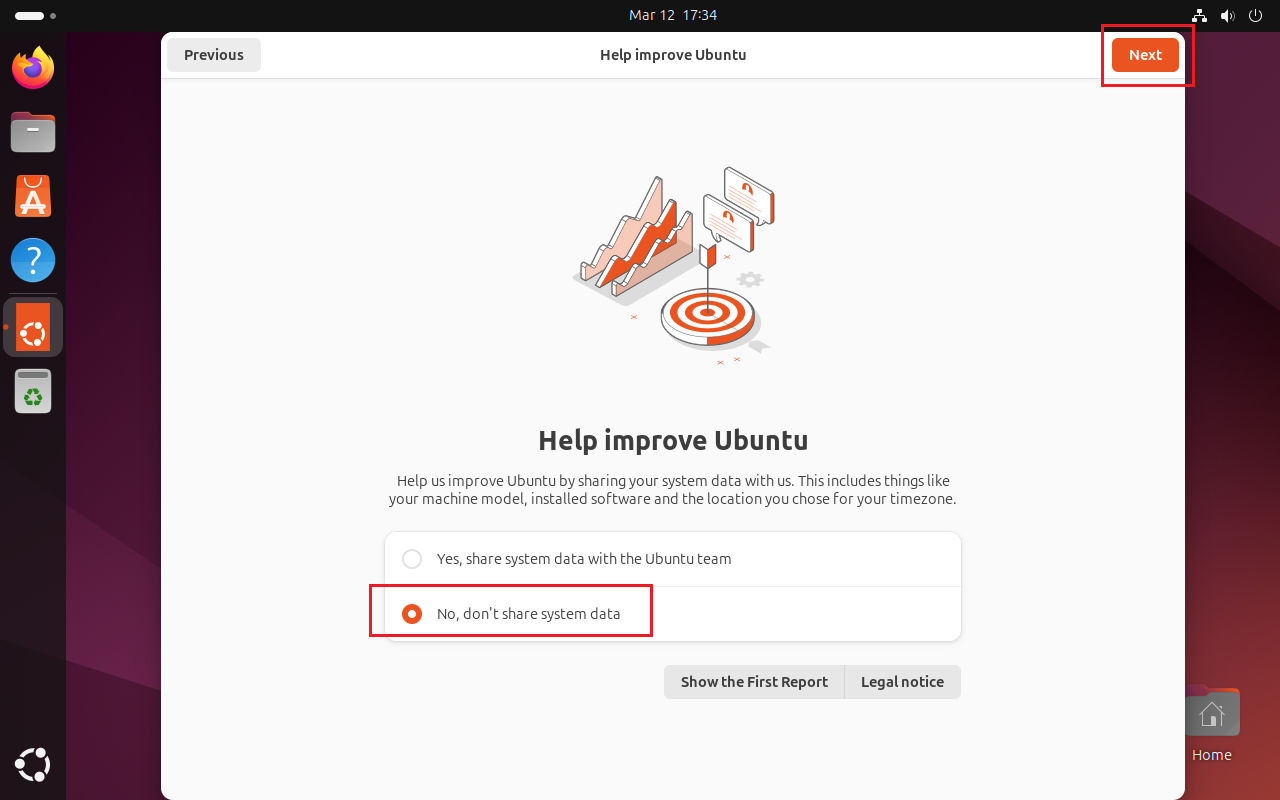 Mar 12 17:34
Previous
Help improve Ubuntu
Next
Help improve Ubuntu
Help us improve Ubuntu by sharing your system data with us. This includes things like
your machine model, installed software and the location you chose for your timezone.
Yes, share system data with the Ubuntu team
No, don't share system data
Show the First Report
Legal notice
Home